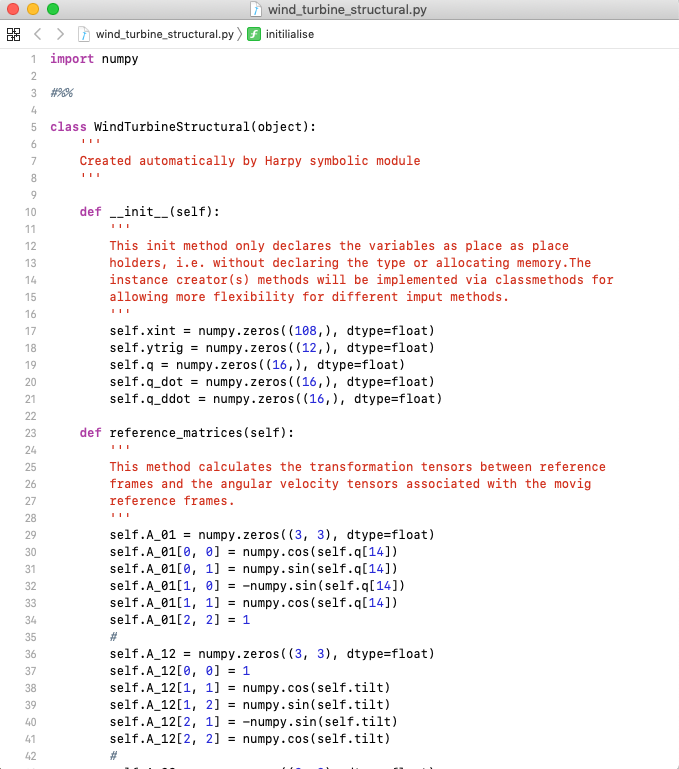 wind_turbine_structural.py
wind_turbine_structural.py 〉 f initilialise
1 import numpy
2
3 #%%
4
5 class WindTurbineStructural(object):
6     '''
7     Created automatically by Harpy symbolic module
8     '''
9
10     def __init__(self):
11         '''
12         This init method only declares the variables as place as place
13         holders, i.e. without declaring the type or allocating memory.The
14         instance creator(s) methods will be implemented via classmethods for
15         allowing more flexibility for different imput methods.
16         '''
17         self.xint = numpy.zeros((108,), dtype=float)
18         self.ytrig = numpy.zeros((12,), dtype=float)
19         self.q = numpy.zeros((16,), dtype=float)
20         self.q_dot = numpy.zeros((16,), dtype=float)
21         self.q_ddot = numpy.zeros((16,), dtype=float)
22
23     def reference_matrices(self):
24         '''
25         This method calculates the transformation tensors between reference
26         frames and the angular velocity tensors associated with the movig
27         reference frames.
28         '''
29         self.A_01 = numpy.zeros((3, 3), dtype=float)
30         self.A_01[0, 0] = numpy.cos(self.q[14])
31         self.A_01[0, 1] = numpy.sin(self.q[14])
32         self.A_01[1, 0] = -numpy.sin(self.q[14])
33         self.A_01[1, 1] = numpy.cos(self.q[14])
34         self.A_01[2, 2] = 1
35         #
36         self.A_12 = numpy.zeros((3, 3), dtype=float)
37         self.A_12[0, 0] = 1
38         self.A_12[1, 1] = numpy.cos(self.tilt)
39         self.A_12[1, 2] = numpy.sin(self.tilt)
40         self.A_12[2, 1] = -numpy.sin(self.tilt)
41         self.A_12[2, 2] = numpy.cos(self.tilt)
42         #